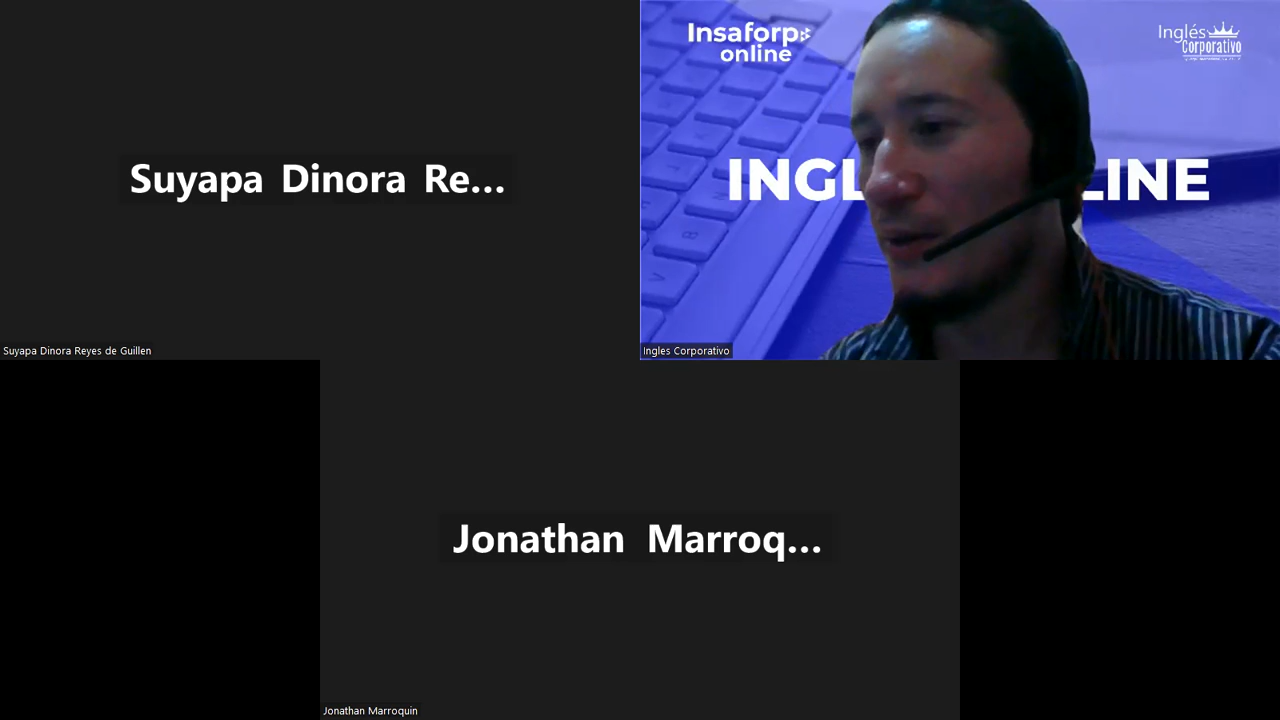 Suyapa Dinora Re...
Suyapa Dinora Reyes de Guillen
Insaforp
online
Inglés
Corporativo
INGL LINE
Ingles Corporativo
Jonathan Marroq...
Jonathan Marroquin